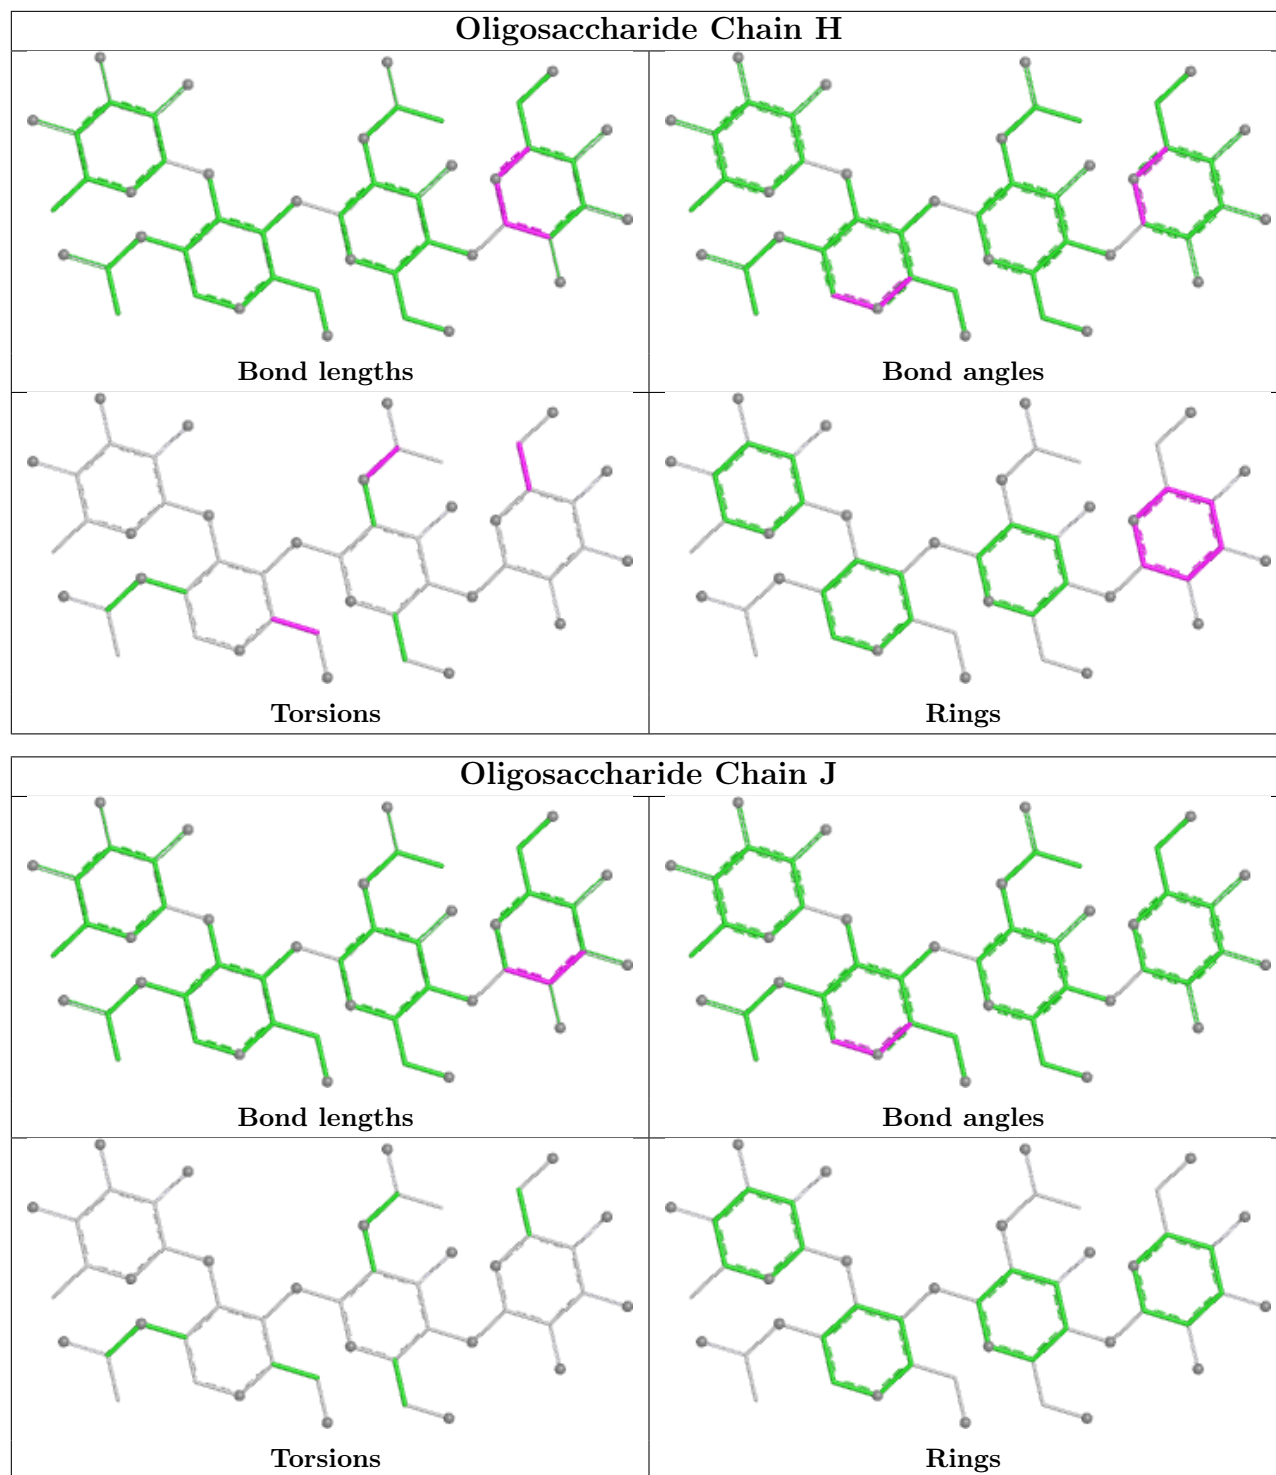 Oligosaccharide Chain H
Bond lengths
Bond angles
Torsions
Rings
Oligosaccharide Chain J
Bond lengths
Bond angles
Torsions
Rings